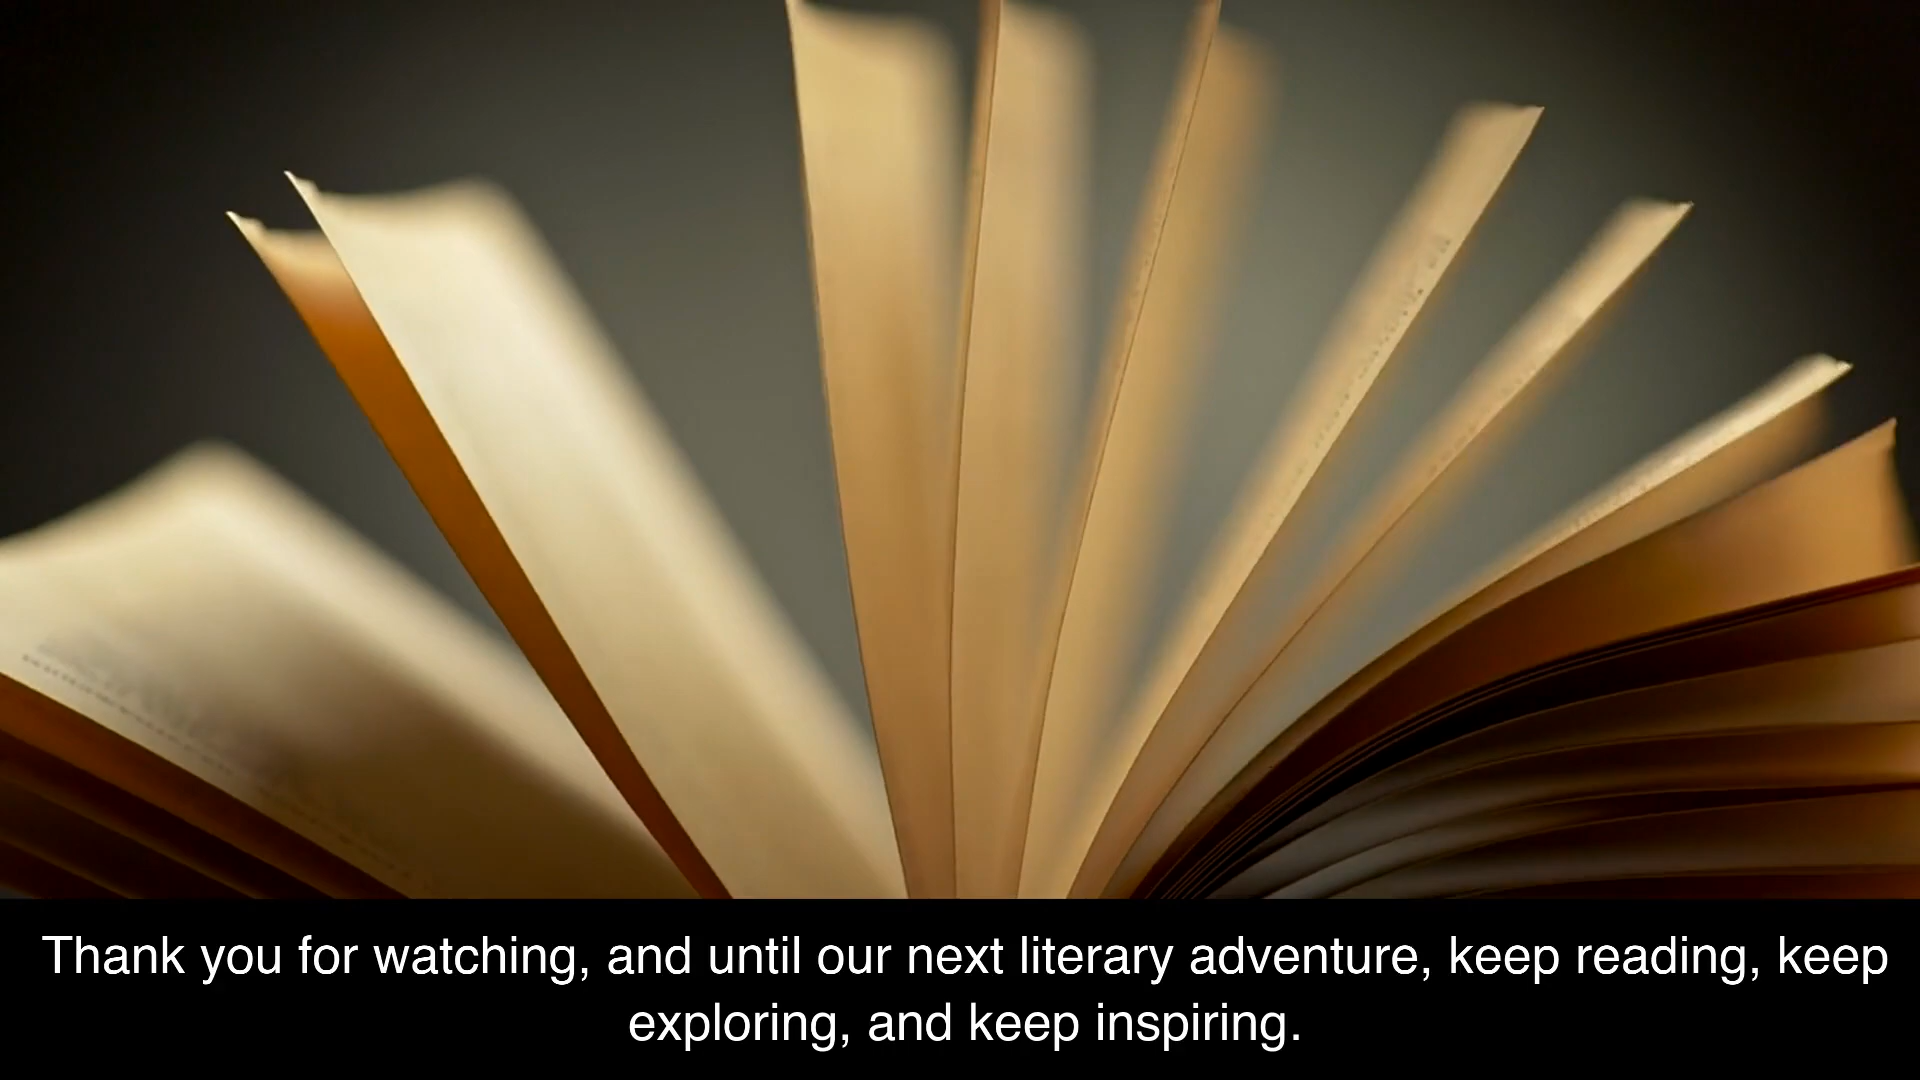 Thank you for watching, and until our next literary adventure, keep reading, keep
exploring, and keep inspiring.